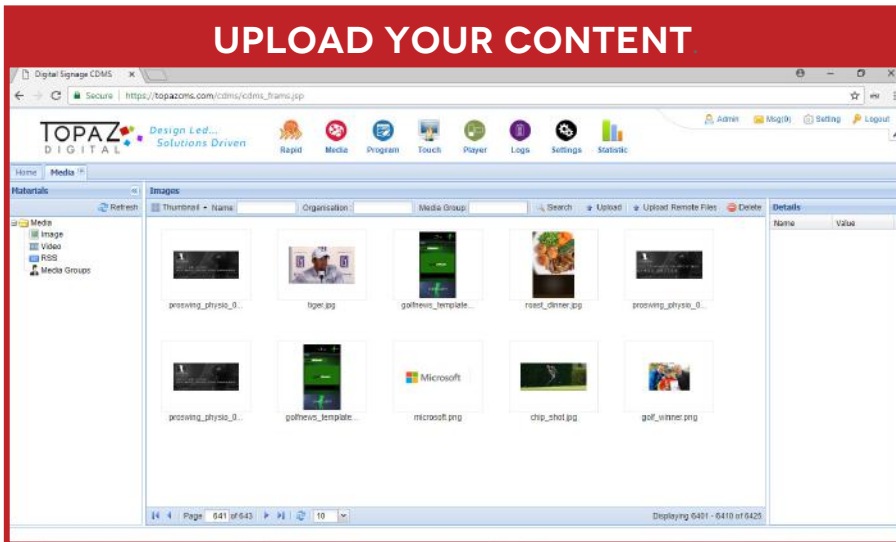 UPLOAD YOUR CONTENT.
Digital Signage CDMS
Secure https://topazcms.com/cdms/cdms_frame.jsp
TOPAZ
DIGITAL
Design Led...
Solutions Driven
Rapid Media Program Touch Player Logs Settings Statistic
Admin Msg(9) Setting Logout
Home Media
Materials Images
Refresh Thumbnail Name: Organisation: Media Group: Search Upload Upload Remote Files Delete Details
Name Value
Media
Image
Video
RSS
Media Groups
proswing_physio_0... tiger.jpg golfnews_template... roast_dinner.jpg proswing_physio_0...
Microsoft
proswing_physio_0... golfnews_template... microsoft.png chip_shot.jpg golf_winner.png
Page 641 of 643 10 Displaying 6401 - 6410 of 6425